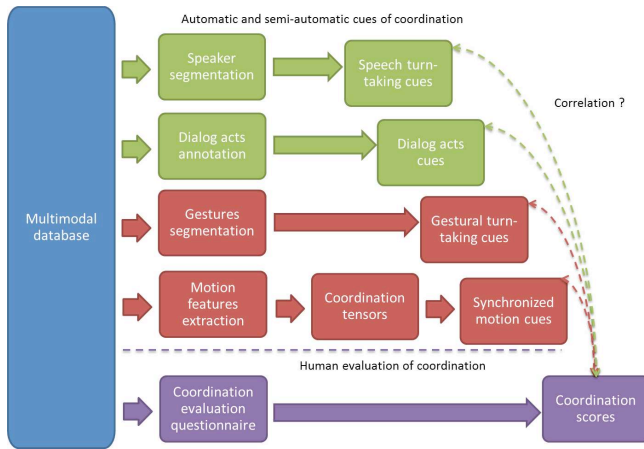 Automatic and semi-automatic cues of coordination
Speaker
segmentation
Speech turn-
taking cues
Correlation ?
Dialog acts
annotation
Dialog acts
cues
Multimodal
database
Gestures
segmentation
Gestural turn-
taking cues
Motion
features
extraction
Coordination
tensors
Synchronized
motion cues
Human evaluation of coordination
Coordination
evaluation
questionnaire
Coordination
scores